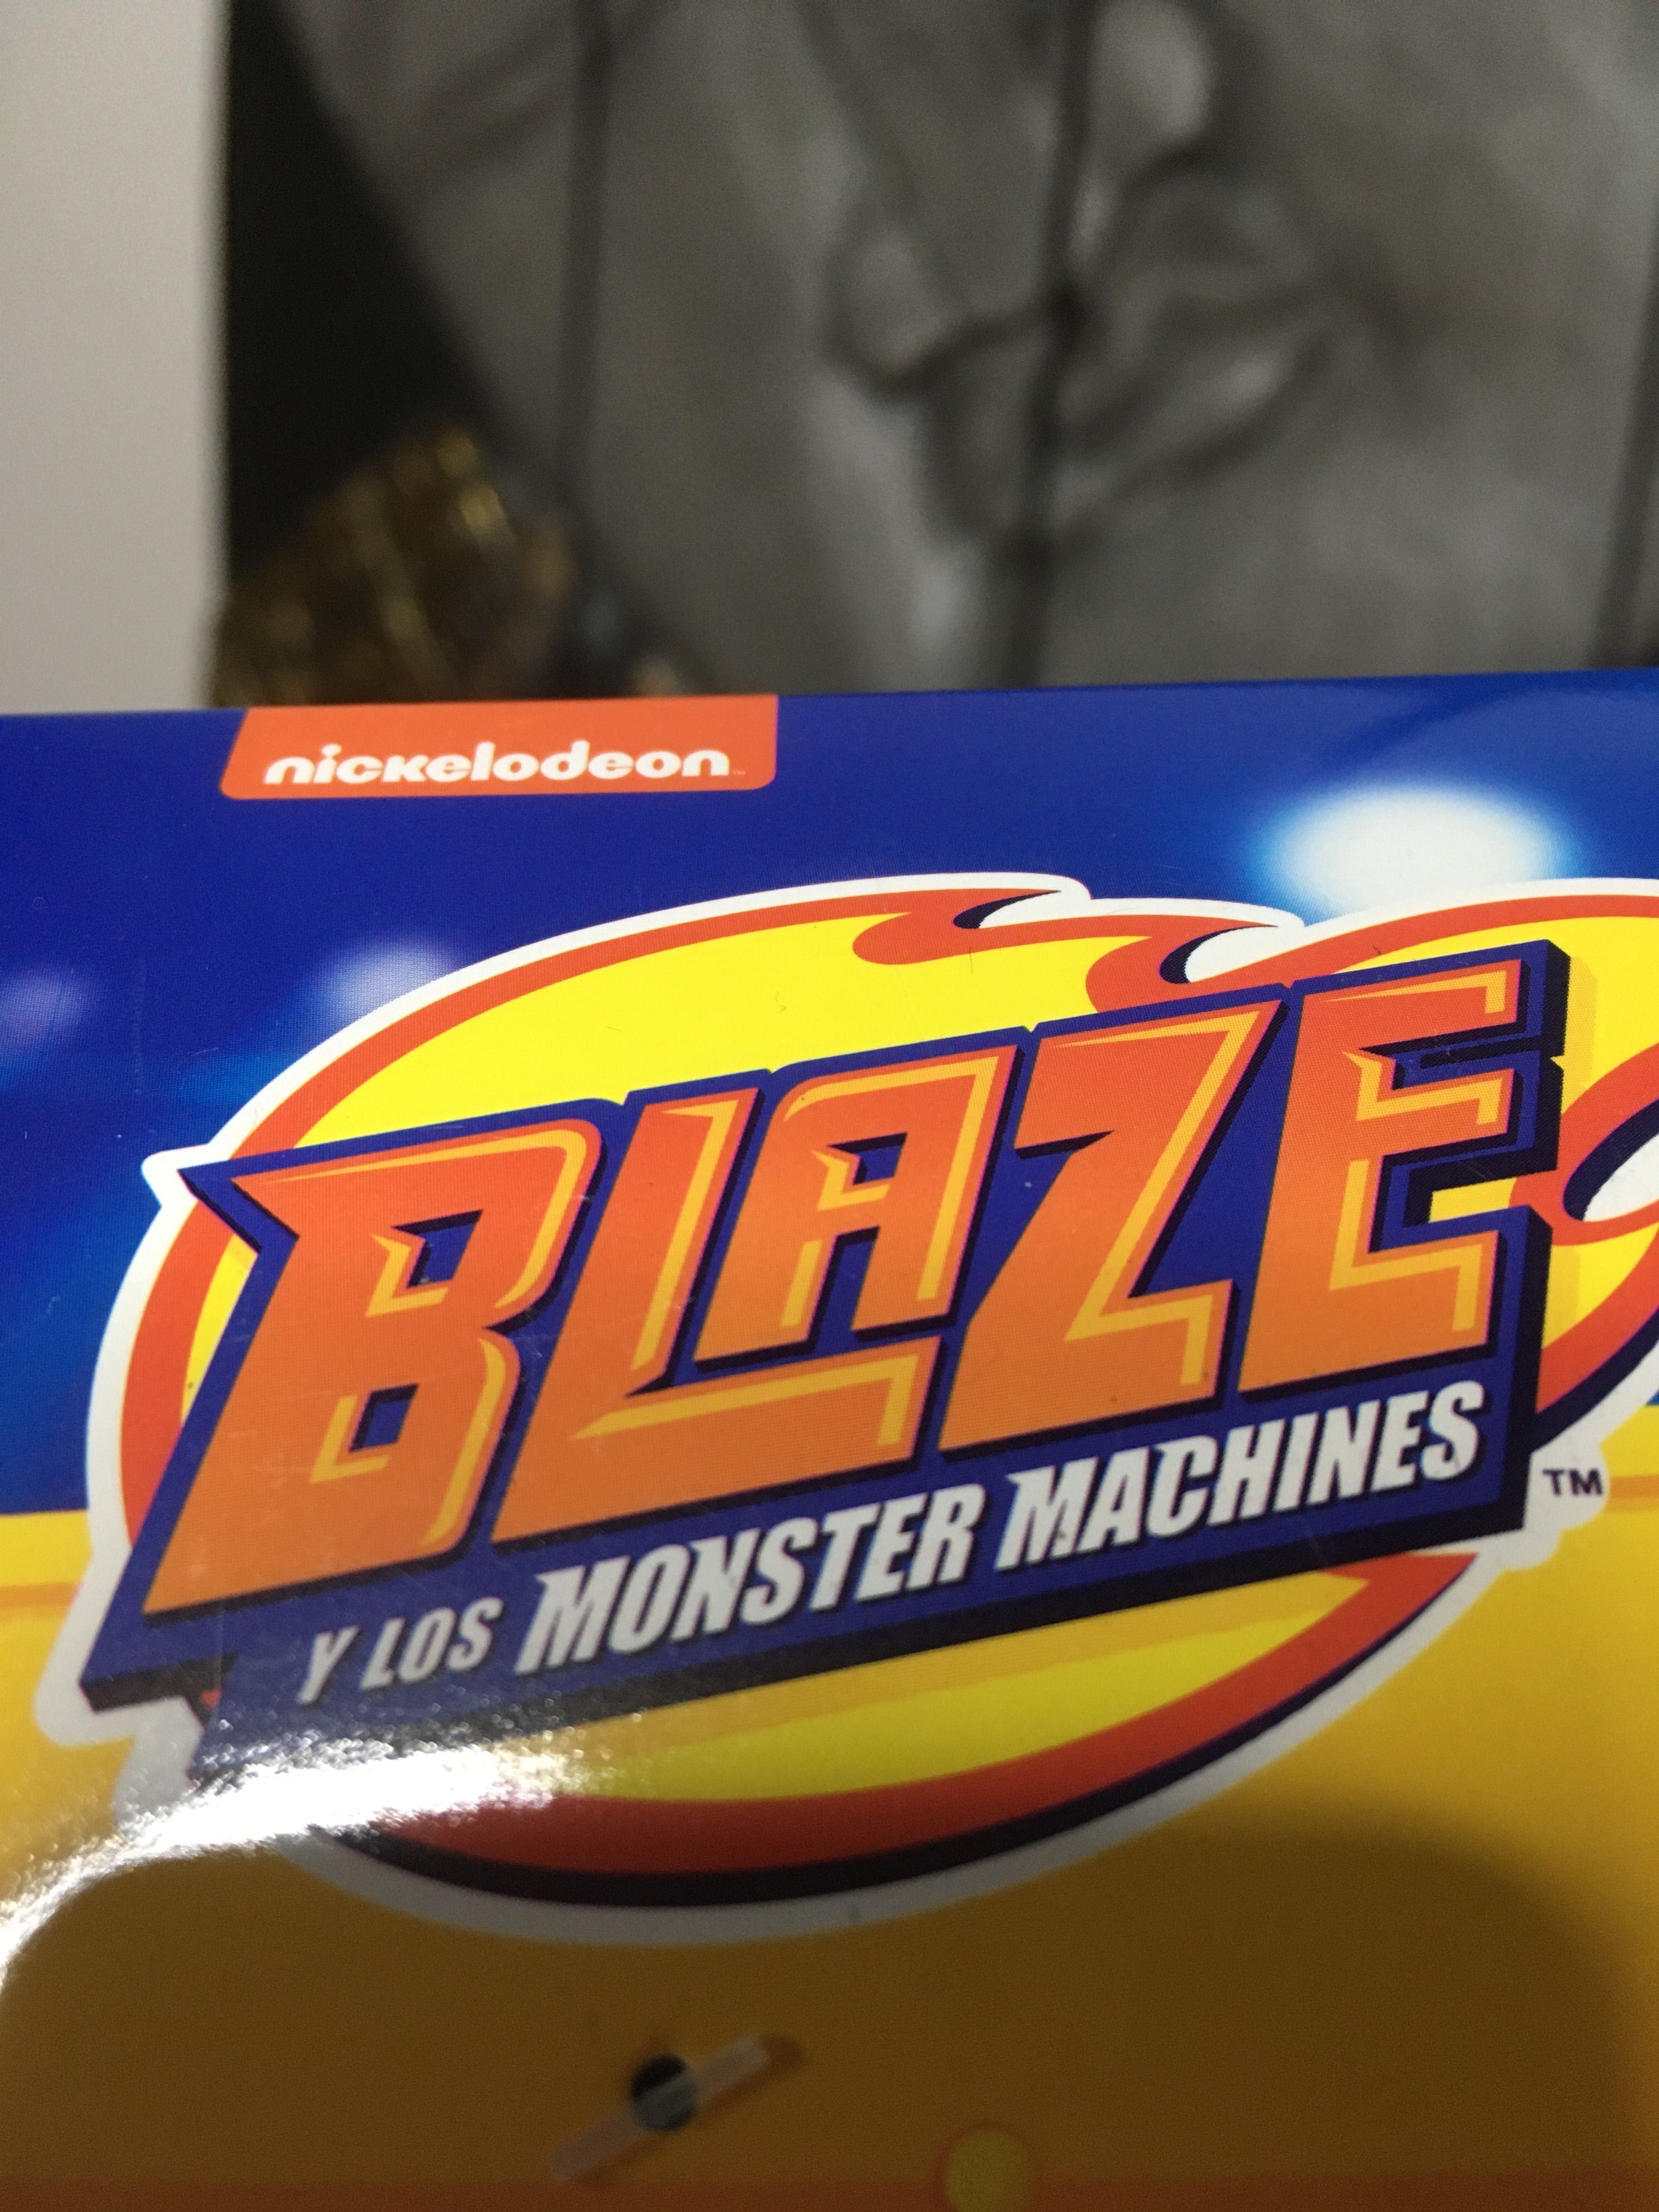 nickelodeon
BLAZE
Y LOS MONSTER MACHINES
TM